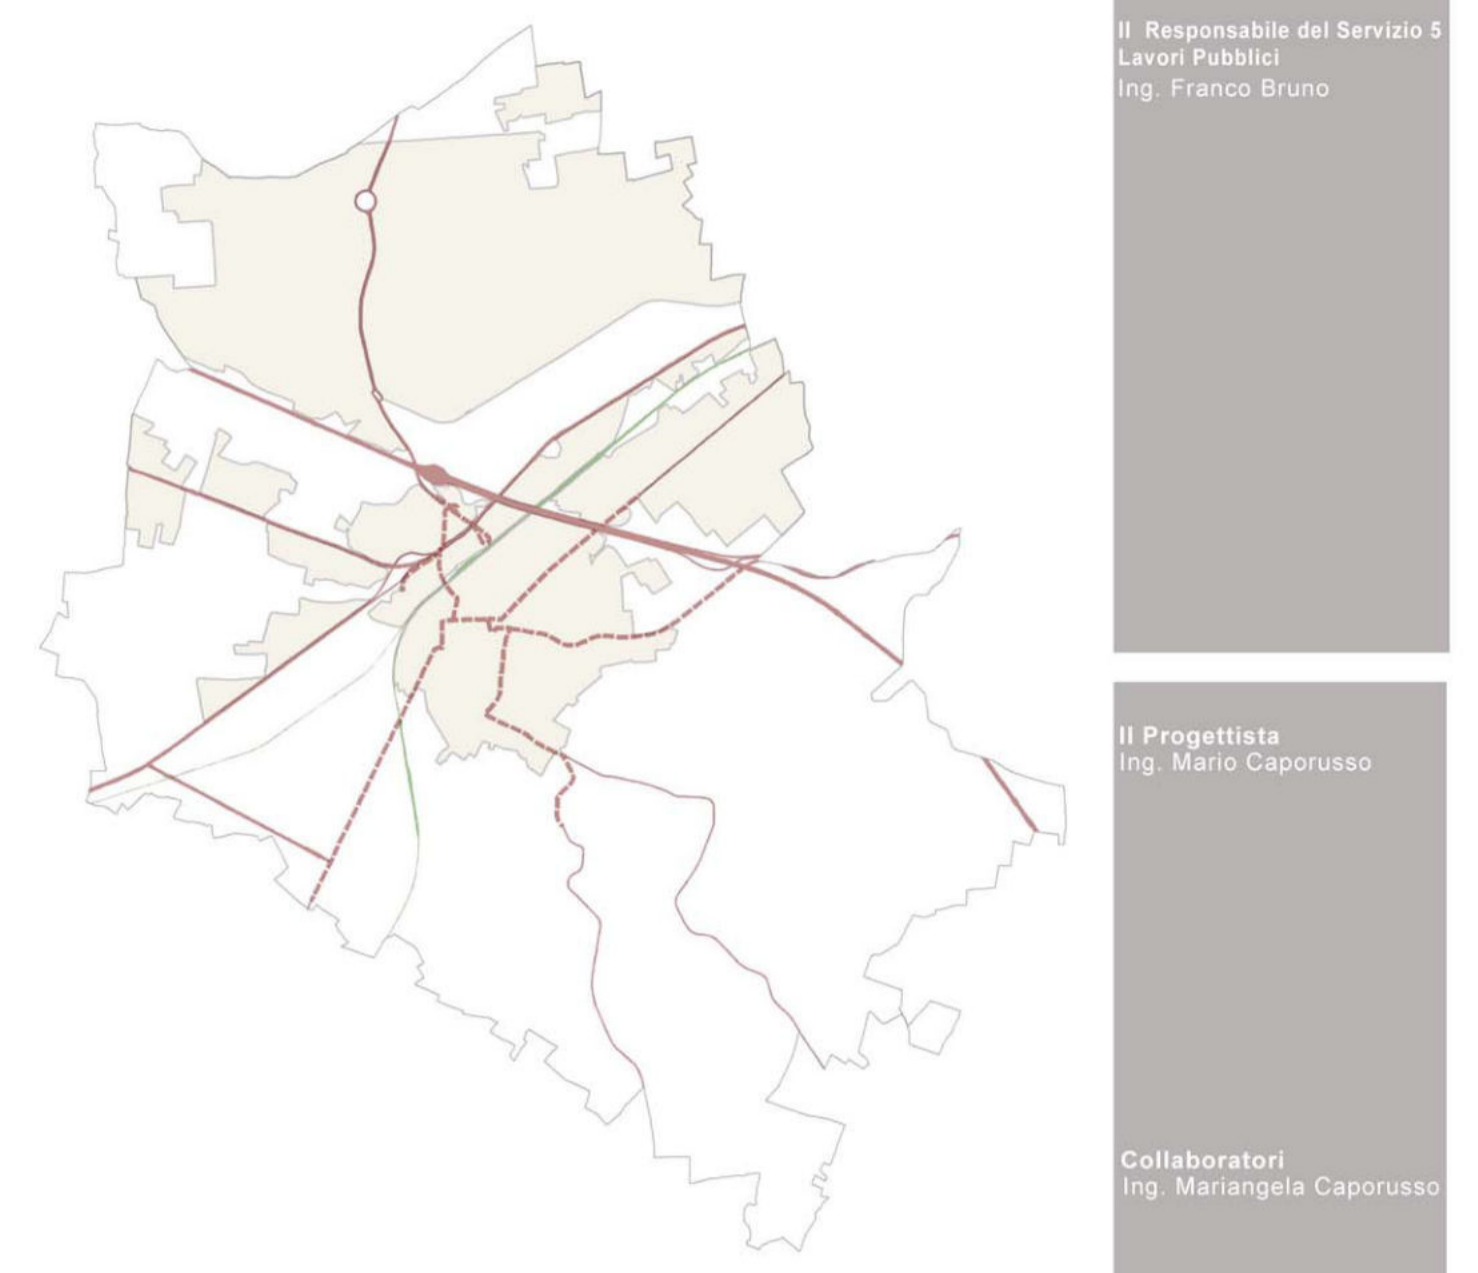 Il Responsabile del Servizio 5
Lavori Pubblici
Ing. Franco Bruno
Il Progettista
Ing. Mario Caporusso
Collaboratori
Ing. Mariangela Caporusso